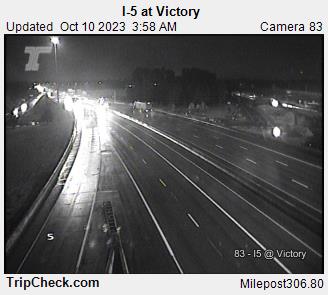 I-5 at Victory
Updated Oct 10 2023 3:58 AM Camera 83
T
5
83 - I5 @ Victory
TripCheck.com Milepost306.80